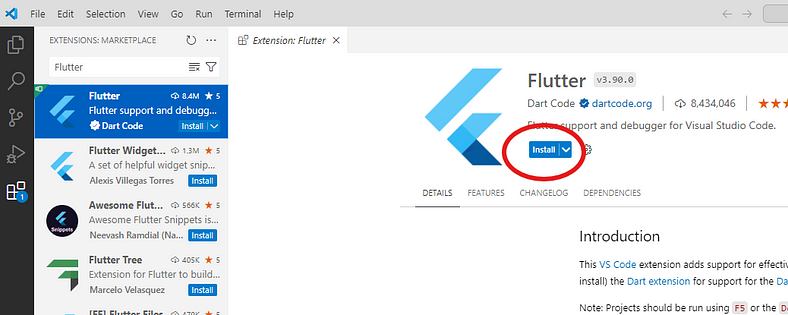 File Edit Selection View Go Run Terminal Help
EXTENSIONS: MARKETPLACE
Flutter
Flutter 8.4M 5
Flutter support and debugg...
Dart Code Install
Flutter Widget... 1.3M 5
A set of helpful widget snip...
Alexis Villegas Torres Install
Awesome Flut... 566K 5
Awesome Flutter Snippets is...
Neevash Ramdial (Na... Install
Snippets
Flutter Tree 405K 5
Extension for Flutter to build...
Marcelo Velasquez Install
[FF] Flutter Files 479K
1
Extension: Flutter
Flutter v3.90.0
Dart Code dartcode.org 8,434,046
Flutter support and debugger for Visual Studio Code.
Install
DETAILS FEATURES CHANGELOG DEPENDENCIES
Introduction
This VS Code extension adds support for effectiv
install) the Dart extension for support for the Da
Note: Projects should be run using F5 or the De